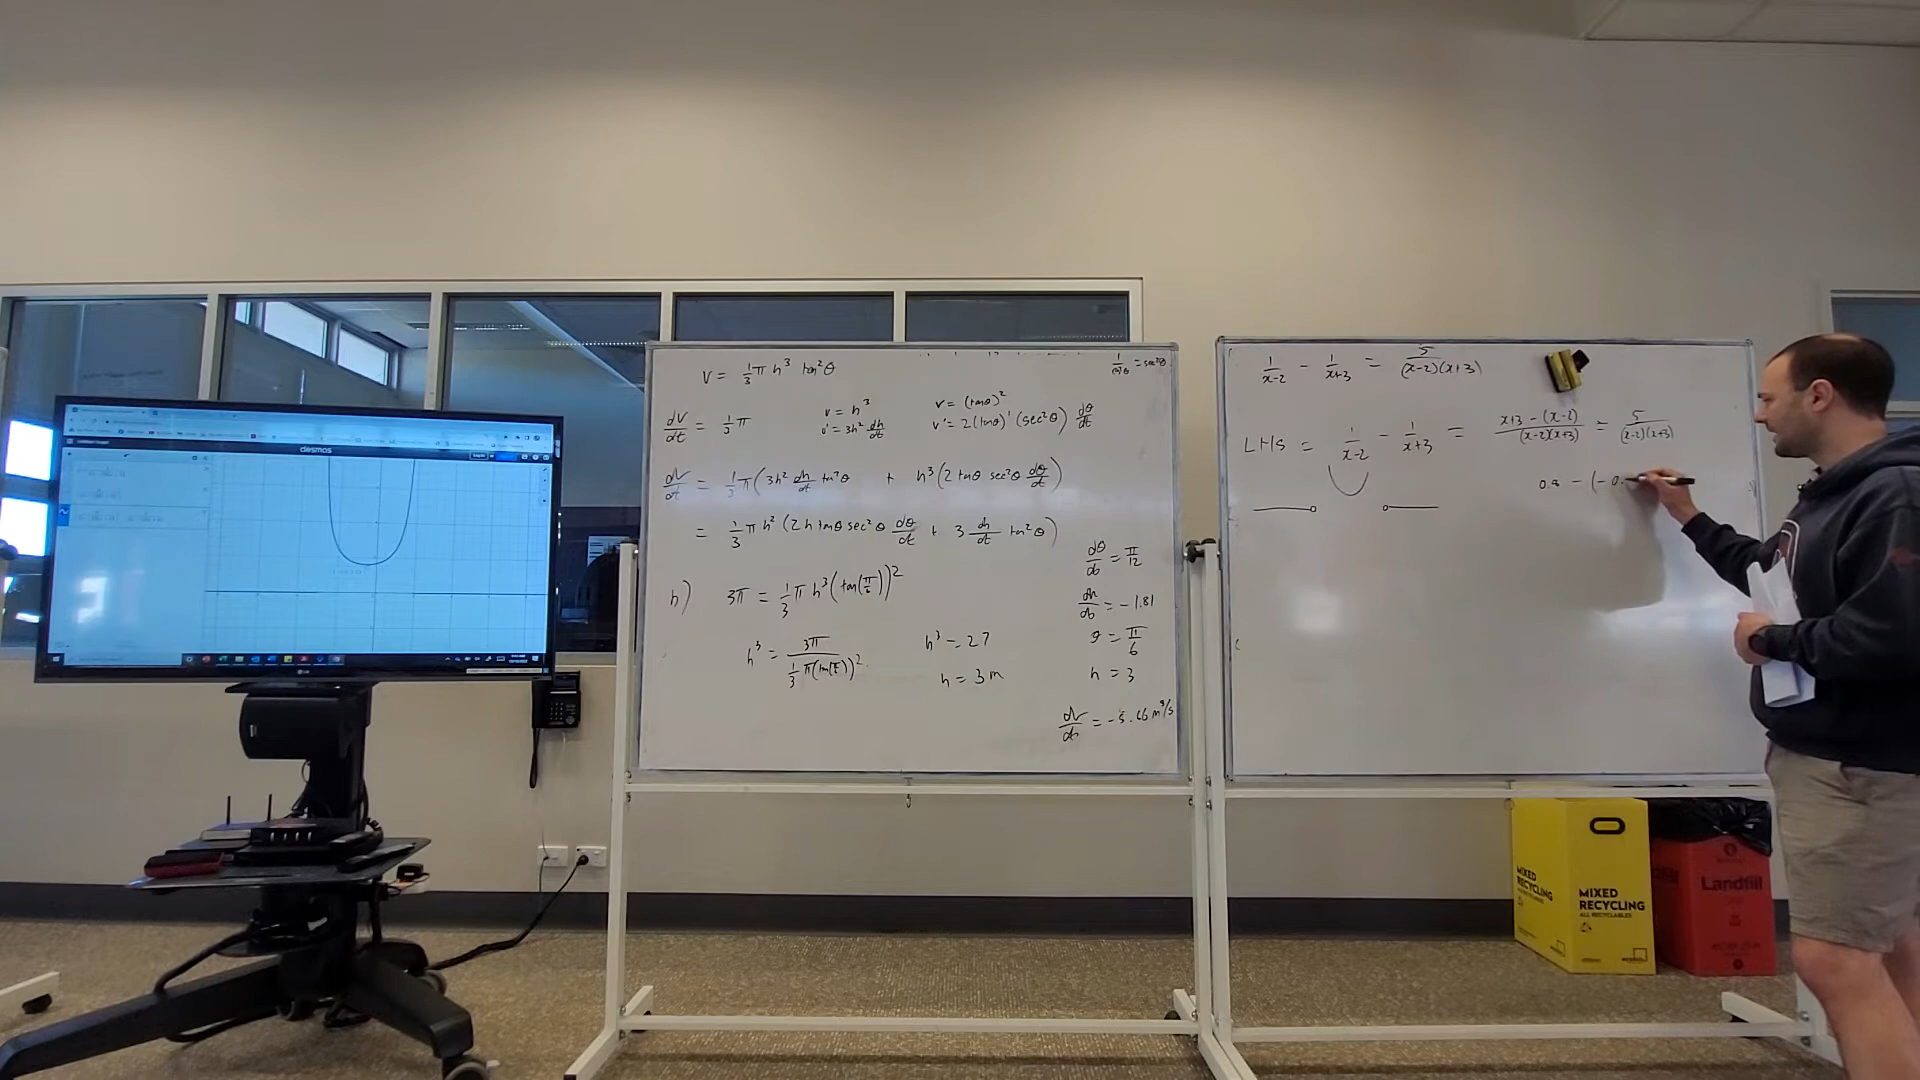 desmos
V = 1/3 π h³ tan²θ
1/cos²θ = sec²θ
dV/dt = 1/3 π
u = h³
u' = 3h² dh/dt
v = (tanθ)²
v' = 2(tanθ)' (sec²θ) dθ/dt
dV/dt = 1/3 π (3h² dh/dt tan²θ + h³ (2 tanθ sec²θ dθ/dt)
= 1/3 π h² (2h tanθ sec²θ dθ/dt + 3 dh/dt tan²θ)
h) 3π = 1/3 π h³ (tan(π/6))²
h³ = 3π / 1/3 π(tan(π/6))²
h³ = 27
h = 3m
dθ/dt = π/12
dh/dt = -1.81
θ = π/6
h = 3
dV/dt = -5.66 m³/s
1/x-2 - 1/x+3 = 5/(x-2)(x+3)
LHS = 1/x-2 - 1/x+3 = x+3-(x-2)/(x-2)(x+3) = 5/(x-2)(x+3)
0.8 - (-0.
MIXED
RECYCLING
MIXED
RECYCLING
ALL RECYCLABLES
Landfill